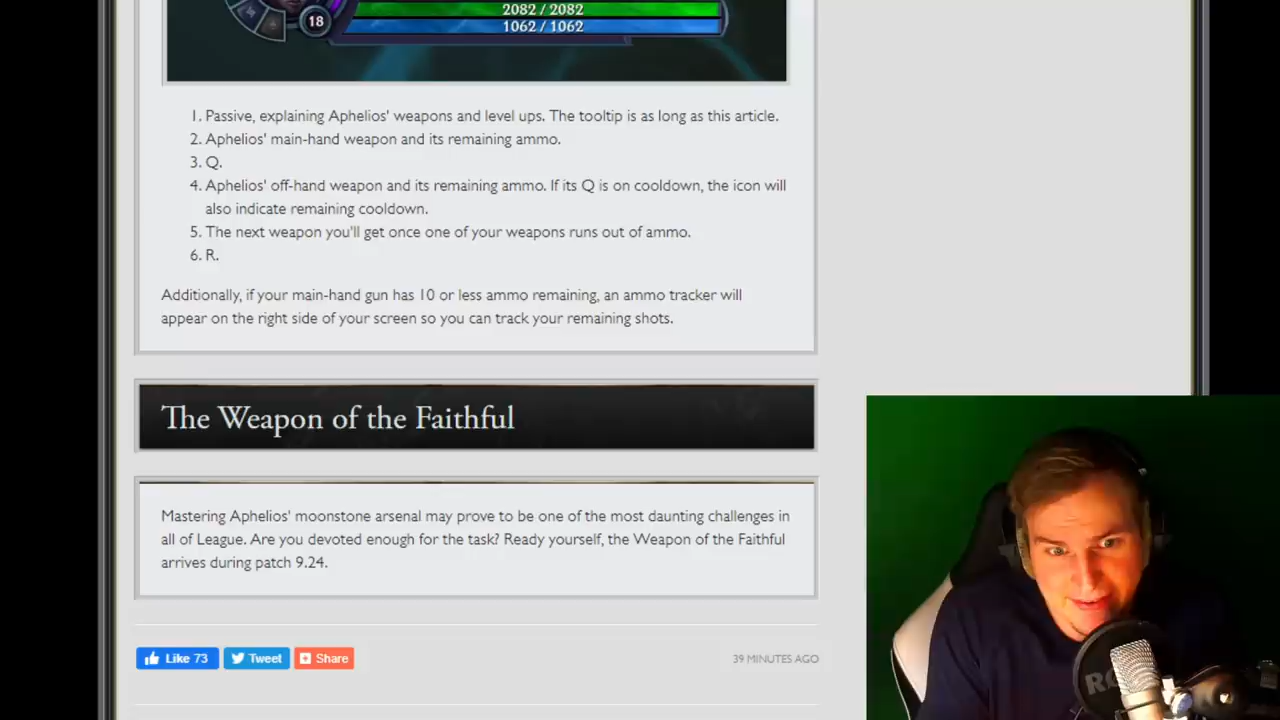 2082 / 2082
18
1062 / 1062
1. Passive, explaining Aphelios' weapons and level ups. The tooltip is as long as this article.
2. Aphelios' main-hand weapon and its remaining ammo.
3. Q.
4. Aphelios' off-hand weapon and its remaining ammo. If its Q is on cooldown, the icon will
also indicate remaining cooldown.
5. The next weapon you'll get once one of your weapons runs out of ammo.
6. R.
Additionally, if your main-hand gun has 10 or less ammo remaining, an ammo tracker will
appear on the right side of your screen so you can track your remaining shots.
The Weapon of the Faithful
Mastering Aphelios' moonstone arsenal may prove to be one of the most daunting challenges in
all of League. Are you devoted enough for the task? Ready yourself, the Weapon of the Faithful
arrives during patch 9.24.
Like 73
Tweet
Share
39 MINUTES AGO